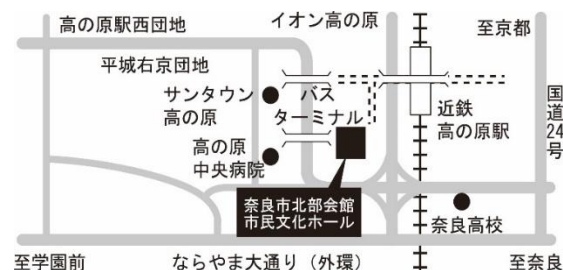 高の原駅西団地
イオン高の原
至京都
平城右京団地
サンタウン
高の原
バス
ターミナル
近鉄
高の原駅
国道24号
高の原
中央病院
奈良市北部会館
市民文化ホール
奈良高校
至学園前
ならやま大通り（外環）
至奈良